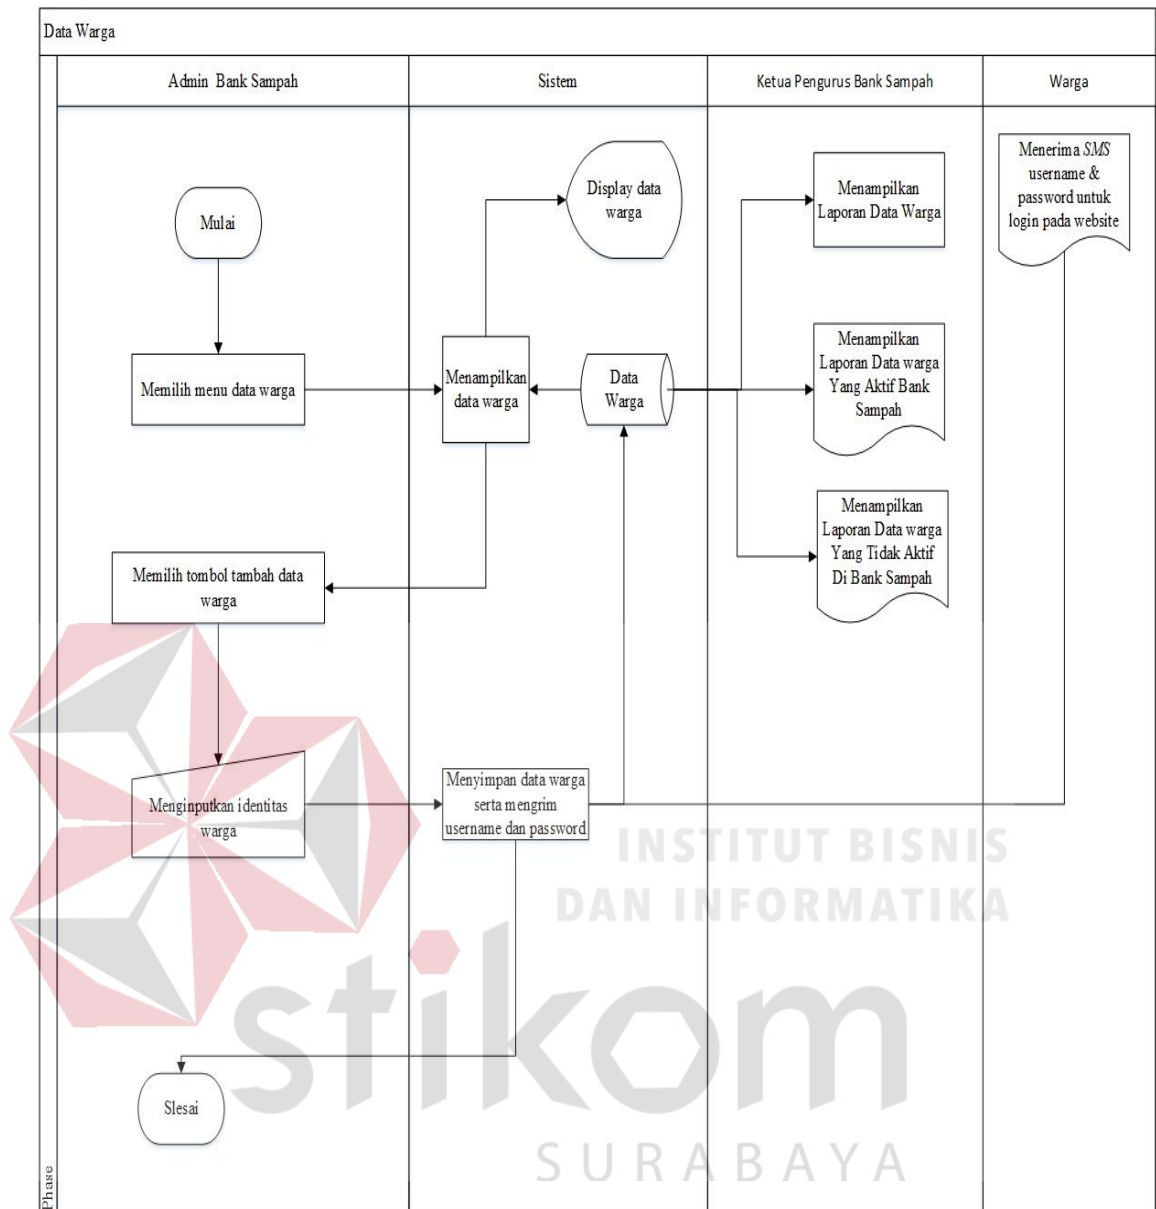 Data Warga
Admin Bank Sampah
Sistem
Ketua Pengurus Bank Sampah
Warga
Mulai
Display data
warga
Menampilkan
Laporan Data Warga
Menerima SMS
username &
password untuk
login pada website
Memilih menu data warga
Menampilkan
data warga
Data
Warga
Menampilkan
Laporan Data warga
Yang Aktif Bank
Sampah
Menampilkan
Laporan Data warga
Yang Tidak Aktif
Di Bank Sampah
Memilih tombol tambah data
warga
Menginputkan identitas
warga
Menyimpan data warga
serta mengrim
username dan password
INSTITUT BISNIS
DAN INFORMATIKA
stikom
SURABAYA
Slesai
Phase